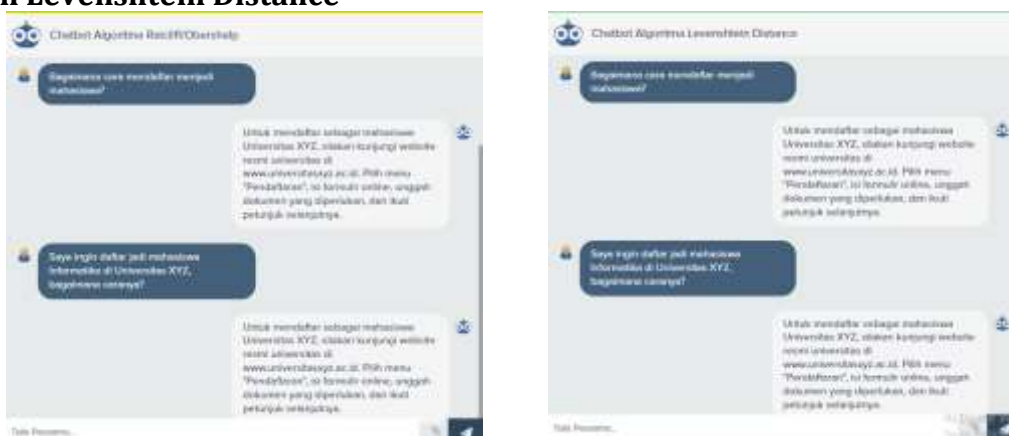 n Levenshtein Distance
Chatbot Algoritma Ratcliff/Obershelp
Bagaimana cara mendaftar menjadi
mahasiswa?
Untuk mendaftar sebagai mahasiswa
Universitas XYZ, silakan kunjungi website
resmi universitas di
www.universitasxyz.ac.id. Pilih menu
"Pendaftaran", isi formulir online, unggah
dokumen yang diperlukan, dan ikuti
petunjuk selanjutnya.
Saya ingin daftar jadi mahasiswa
Informatika di Universitas XYZ,
bagaimana caranya?
Untuk mendaftar sebagai mahasiswa
Universitas XYZ, silakan kunjungi website
resmi universitas di
www.universitasxyz.ac.id. Pilih menu
"Pendaftaran", isi formulir online, unggah
dokumen yang diperlukan, dan ikuti
petunjuk selanjutnya.
Tulis Pesanmu...
Chatbot Algoritma Levenshtein Distance
Bagaimana cara mendaftar menjadi
mahasiswa?
Untuk mendaftar sebagai mahasiswa
Universitas XYZ, silakan kunjungi website
resmi universitas di
www.universitasxyz.ac.id. Pilih menu
"Pendaftaran", isi formulir online, unggah
dokumen yang diperlukan, dan ikuti
petunjuk selanjutnya.
Saya ingin daftar jadi mahasiswa
Informatika di Universitas XYZ,
bagaimana caranya?
Untuk mendaftar sebagai mahasiswa
Universitas XYZ, silakan kunjungi website
resmi universitas di
www.universitasxyz.ac.id. Pilih menu
"Pendaftaran", isi formulir online, unggah
dokumen yang diperlukan, dan ikuti
petunjuk selanjutnya.
Tulis Pesanmu...